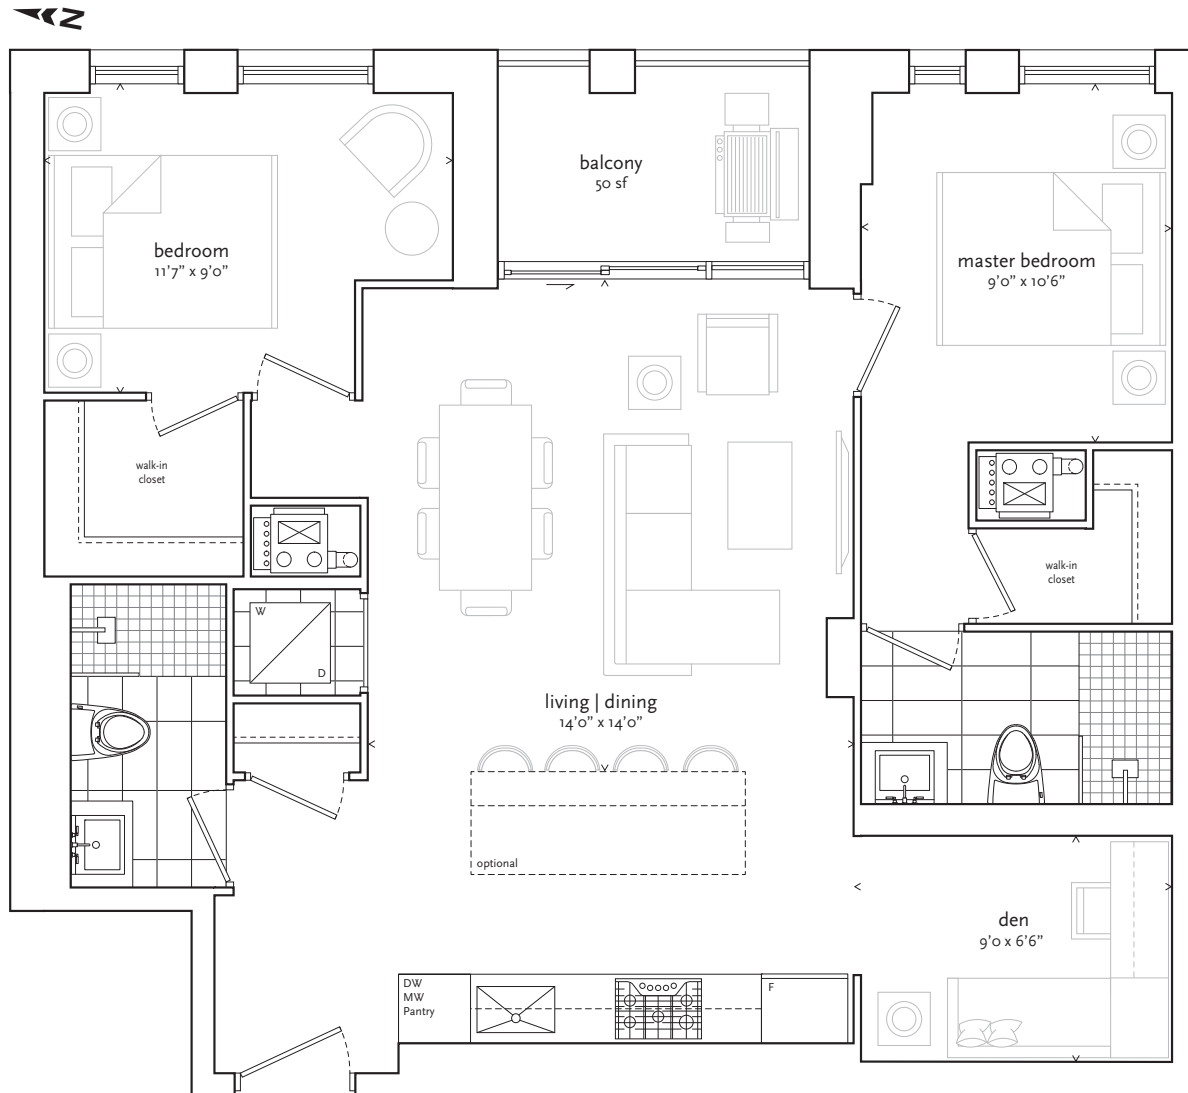 N
balcony
50 sf
bedroom
11'7" x 9'0"
master bedroom
9'0" x 10'6"
walk-in
closet
walk-in
closet
W
D
living | dining
14'0" x 14'0"
optional
den
9'0 x 6'6"
DW
MW
Pantry
F